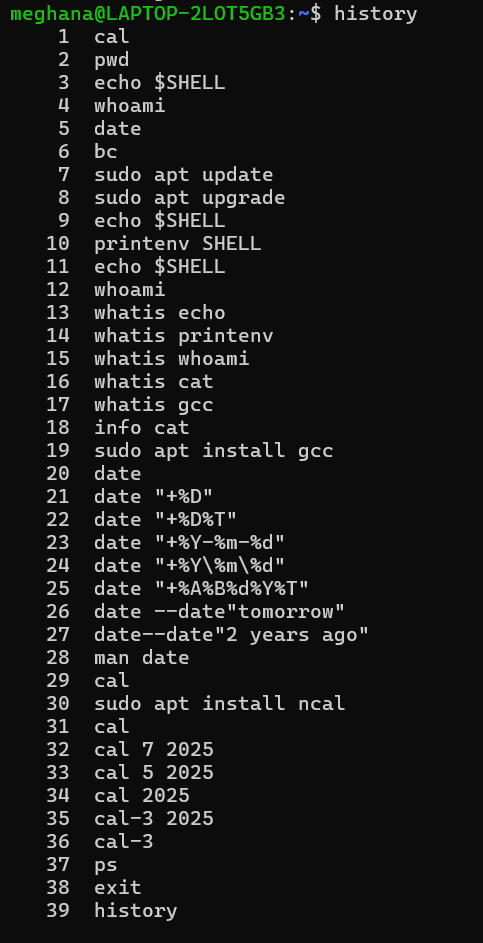 meghana@LAPTOP-2LOT5GB3:~$ history
1 cal
2 pwd
3 echo $SHELL
4 whoami
5 date
6 bc
7 sudo apt update
8 sudo apt upgrade
9 echo $SHELL
10 printenv SHELL
11 echo $SHELL
12 whoami
13 whatis echo
14 whatis printenv
15 whatis whoami
16 whatis cat
17 whatis gcc
18 info cat
19 sudo apt install gcc
20 date
21 date "+%D"
22 date "+%D%T"
23 date "+%Y-%m-%d"
24 date "+%Y\%m\%d"
25 date "+%A%B%d%Y%T"
26 date --date"tomorrow"
27 date--date"2 years ago"
28 man date
29 cal
30 sudo apt install ncal
31 cal
32 cal 7 2025
33 cal 5 2025
34 cal 2025
35 cal-3 2025
36 cal-3
37 ps
38 exit
39 history